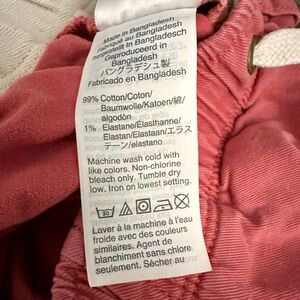 Made in Bangladesh
Fabriqué au Bangladesh
hergestellt in Bangladesh
Geproduceerd in
Bangladesh
バングラデシュ製
Fabricado en Bangladesh
99% Cotton/Coton/
Baumwolle/Katoen/綿/
algodón
1% Elastane/Élasthanne/
Elastan/Elastaan/エラス
テーン/elastano
Machine wash cold with
like colors. Non-chlorine
bleach only. Tumble dry
low. Iron on lowest setting.
30
Laver à la machine à l'eau
froide avec des couleurs
similaires. Agent de
blanchiment sans chlore
seulement. Sécher au